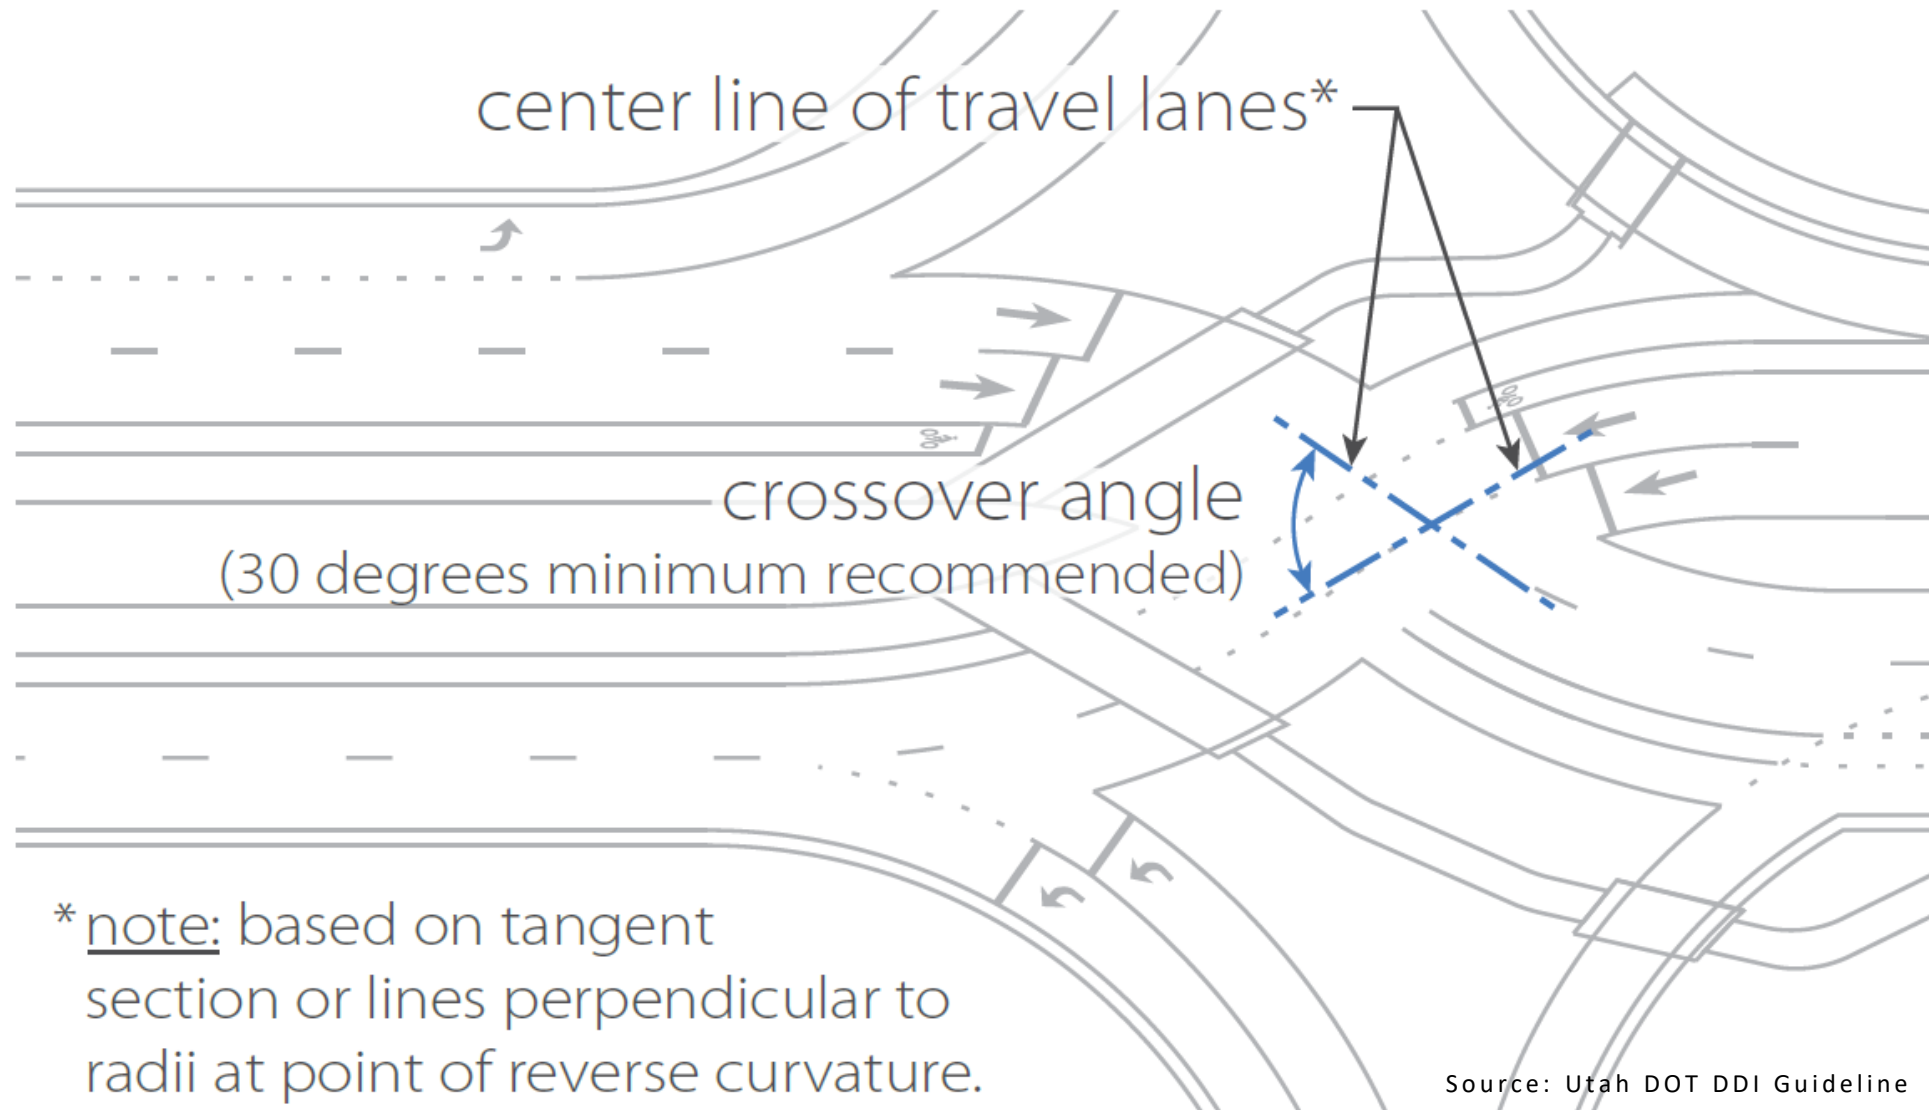 center line of travel lanes*
crossover angle
(30 degrees minimum recommended)
* note: based on tangent
section or lines perpendicular to
radii at point of reverse curvature.
Source: Utah DOT DDI Guideline